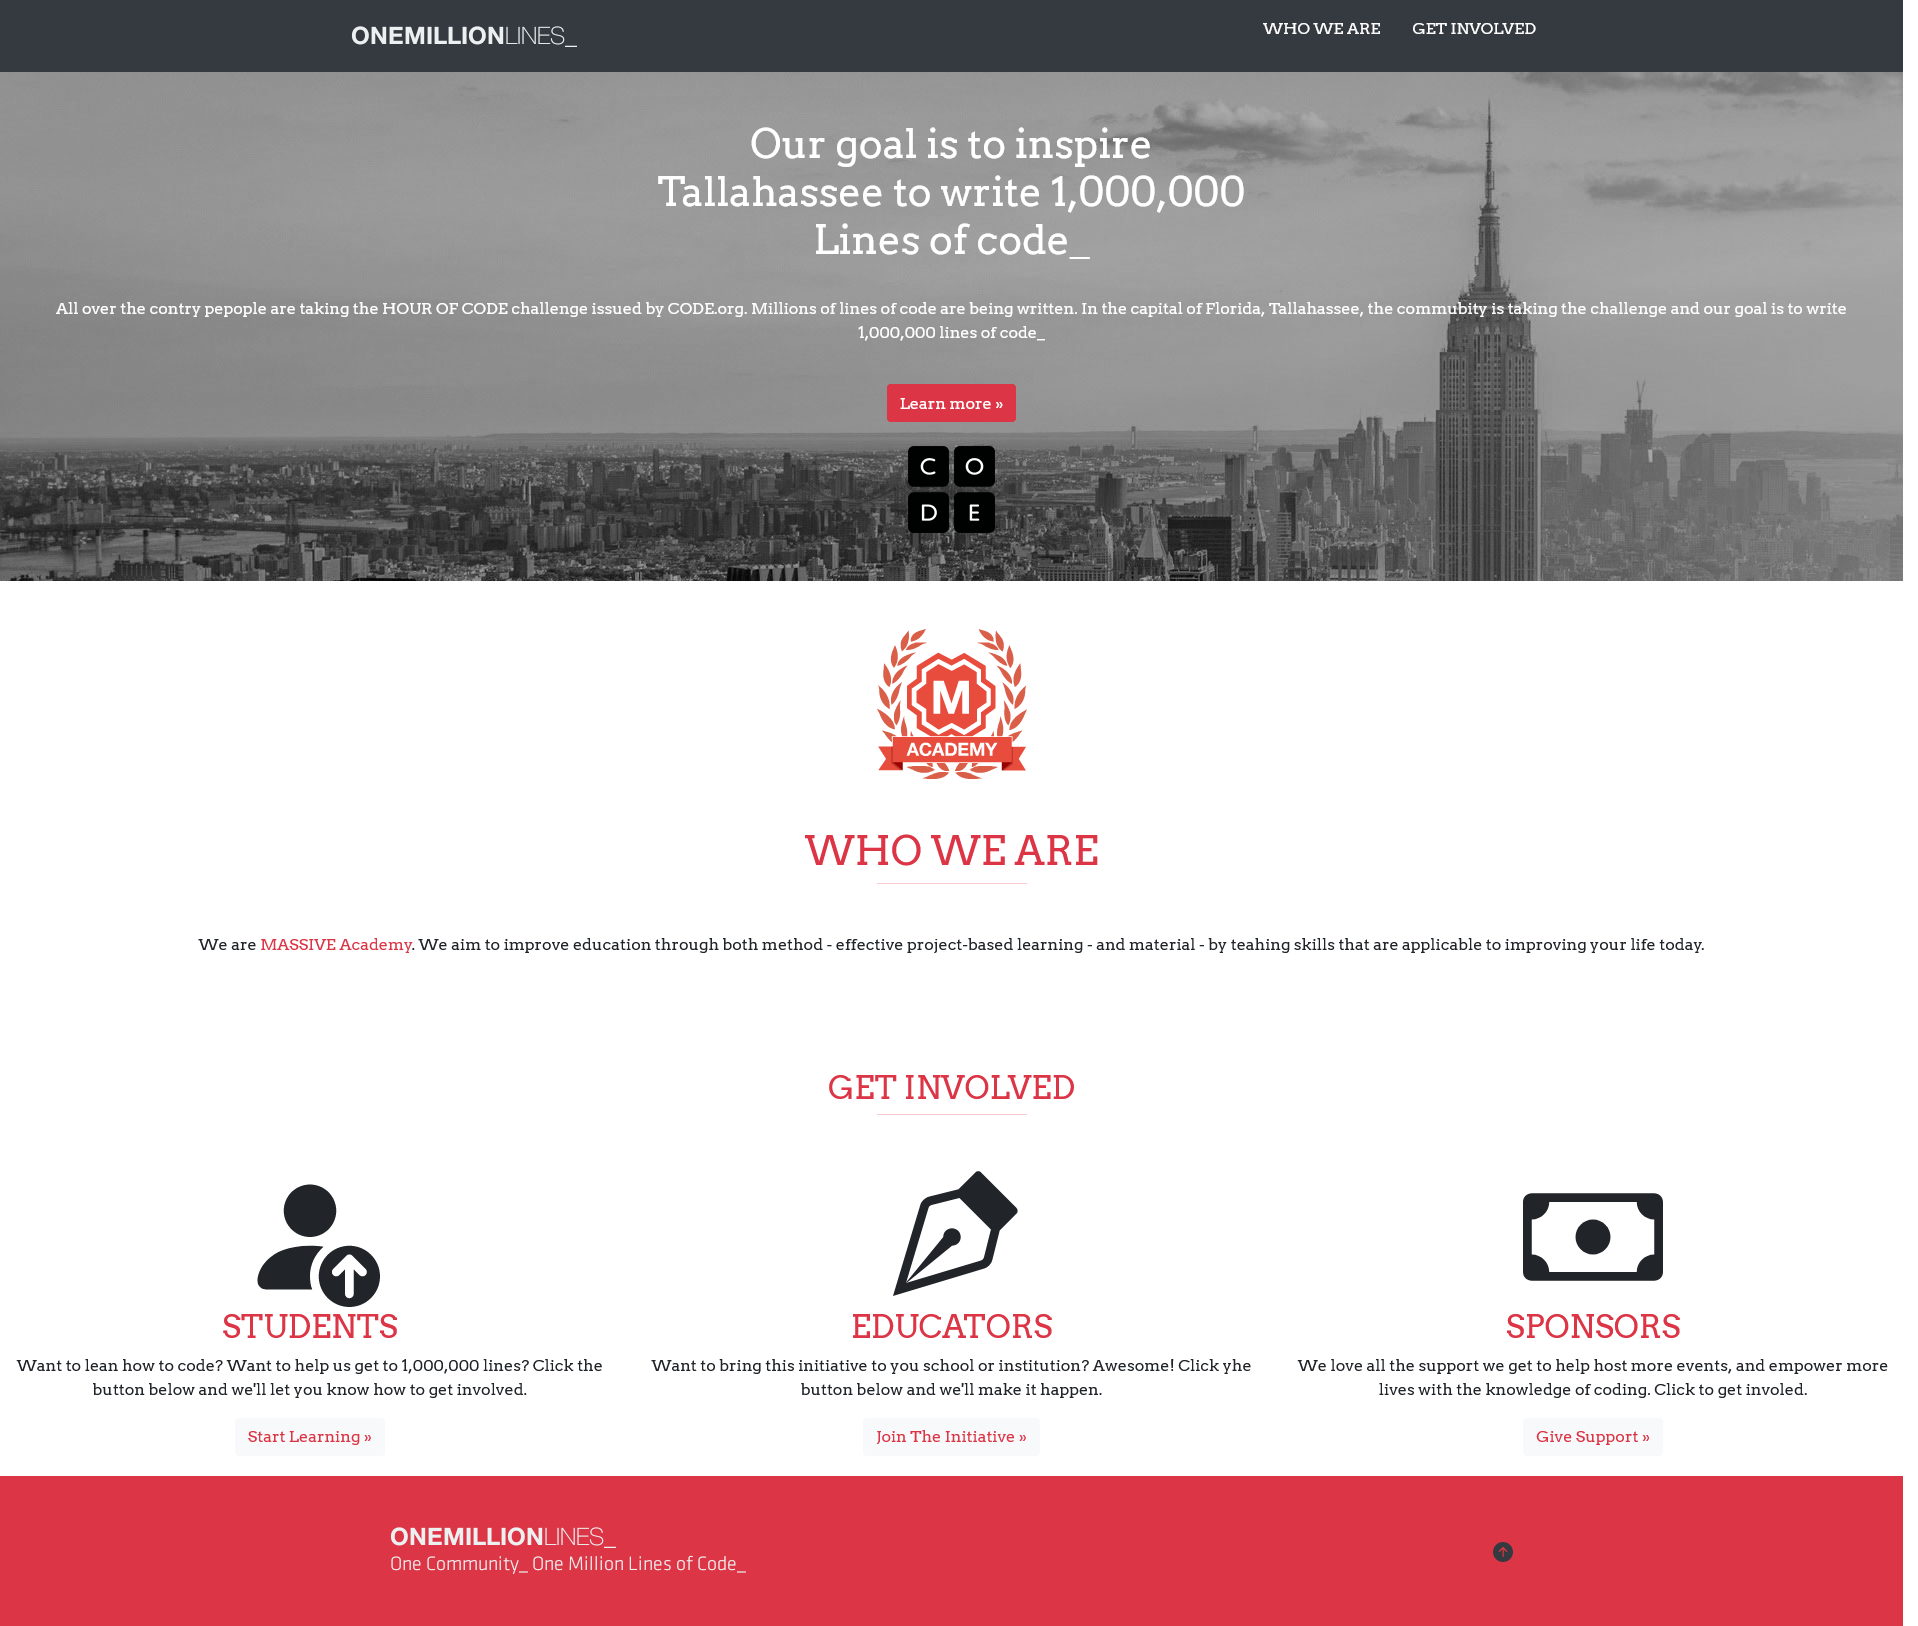 ONEMILLIONLINES_
WHO WE ARE
GET INVOLVED
Our goal is to inspire
Tallahassee to write 1,000,000
Lines of code_
All over the contry pepople are taking the HOUR OF CODE challenge issued by CODE.org. Millions of lines of code are being written. In the capital of Florida, Tallahassee, the commubity is taking the challenge and our goal is to write
1,000,000 lines of code_
Learn more »
C O
D E
M
ACADEMY
WHO WE ARE
We are MASSIVE Academy. We aim to improve education through both method - effective project-based learning - and material - by teahing skills that are applicable to improving your life today.
GET INVOLVED
STUDENTS
Want to lean how to code? Want to help us get to 1,000,000 lines? Click the
button below and we'll let you know how to get involved.
Start Learning »
EDUCATORS
Want to bring this initiative to you school or institution? Awesome! Click yhe
button below and we'll make it happen.
Join The Initiative »
SPONSORS
We love all the support we get to help host more events, and empower more
lives with the knowledge of coding. Click to get involed.
Give Support »
ONEMILLIONLINES_
One Community_ One Million Lines of Code_